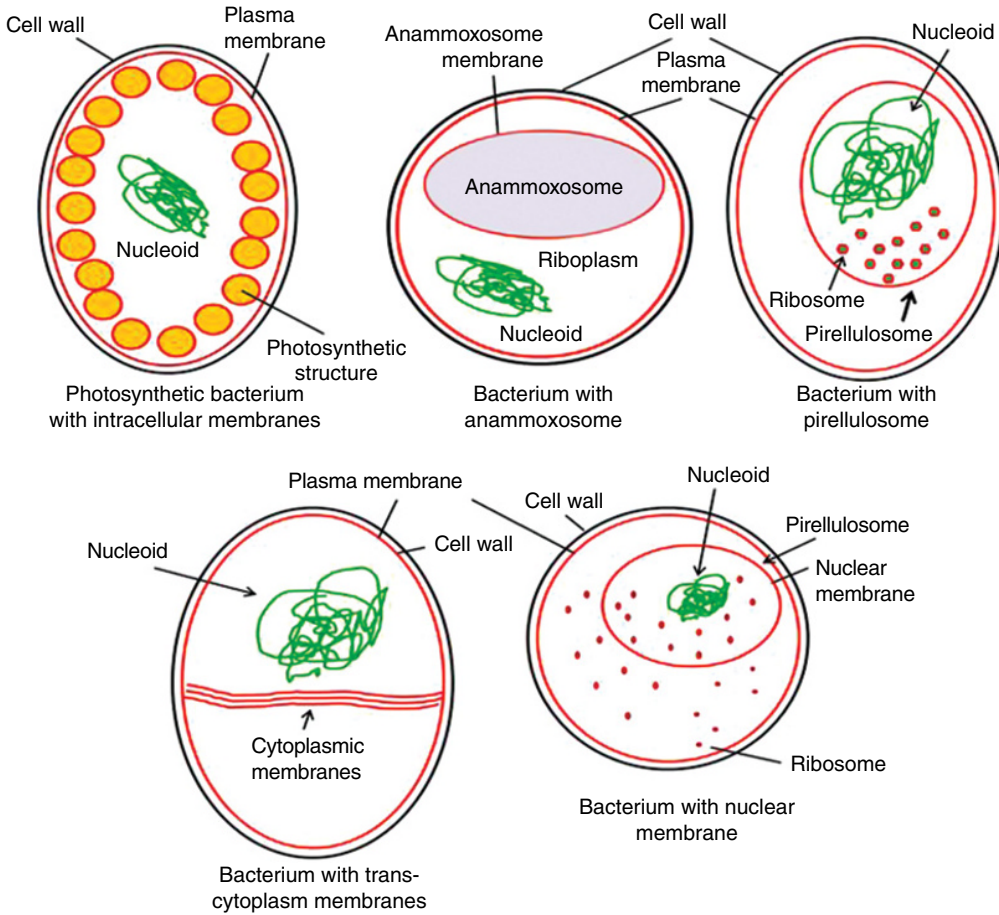 Cell wall
Plasma
membrane
Nucleoid
Photosynthetic
structure
Photosynthetic bacterium
with intracellular membranes
Anammoxosome
membrane
Cell wall
Plasma
membrane
Anammoxosome
Riboplasm
Nucleoid
Bacterium with
anammoxosome
Nucleoid
Ribosome
Pirellulosome
Bacterium with
pirellulosome
Plasma membrane
Cell wall
Nucleoid
Cytoplasmic
membranes
Bacterium with trans-
cytoplasm membranes
Cell wall
Nucleoid
Pirellulosome
Nuclear
membrane
Ribosome
Bacterium with nuclear
membrane